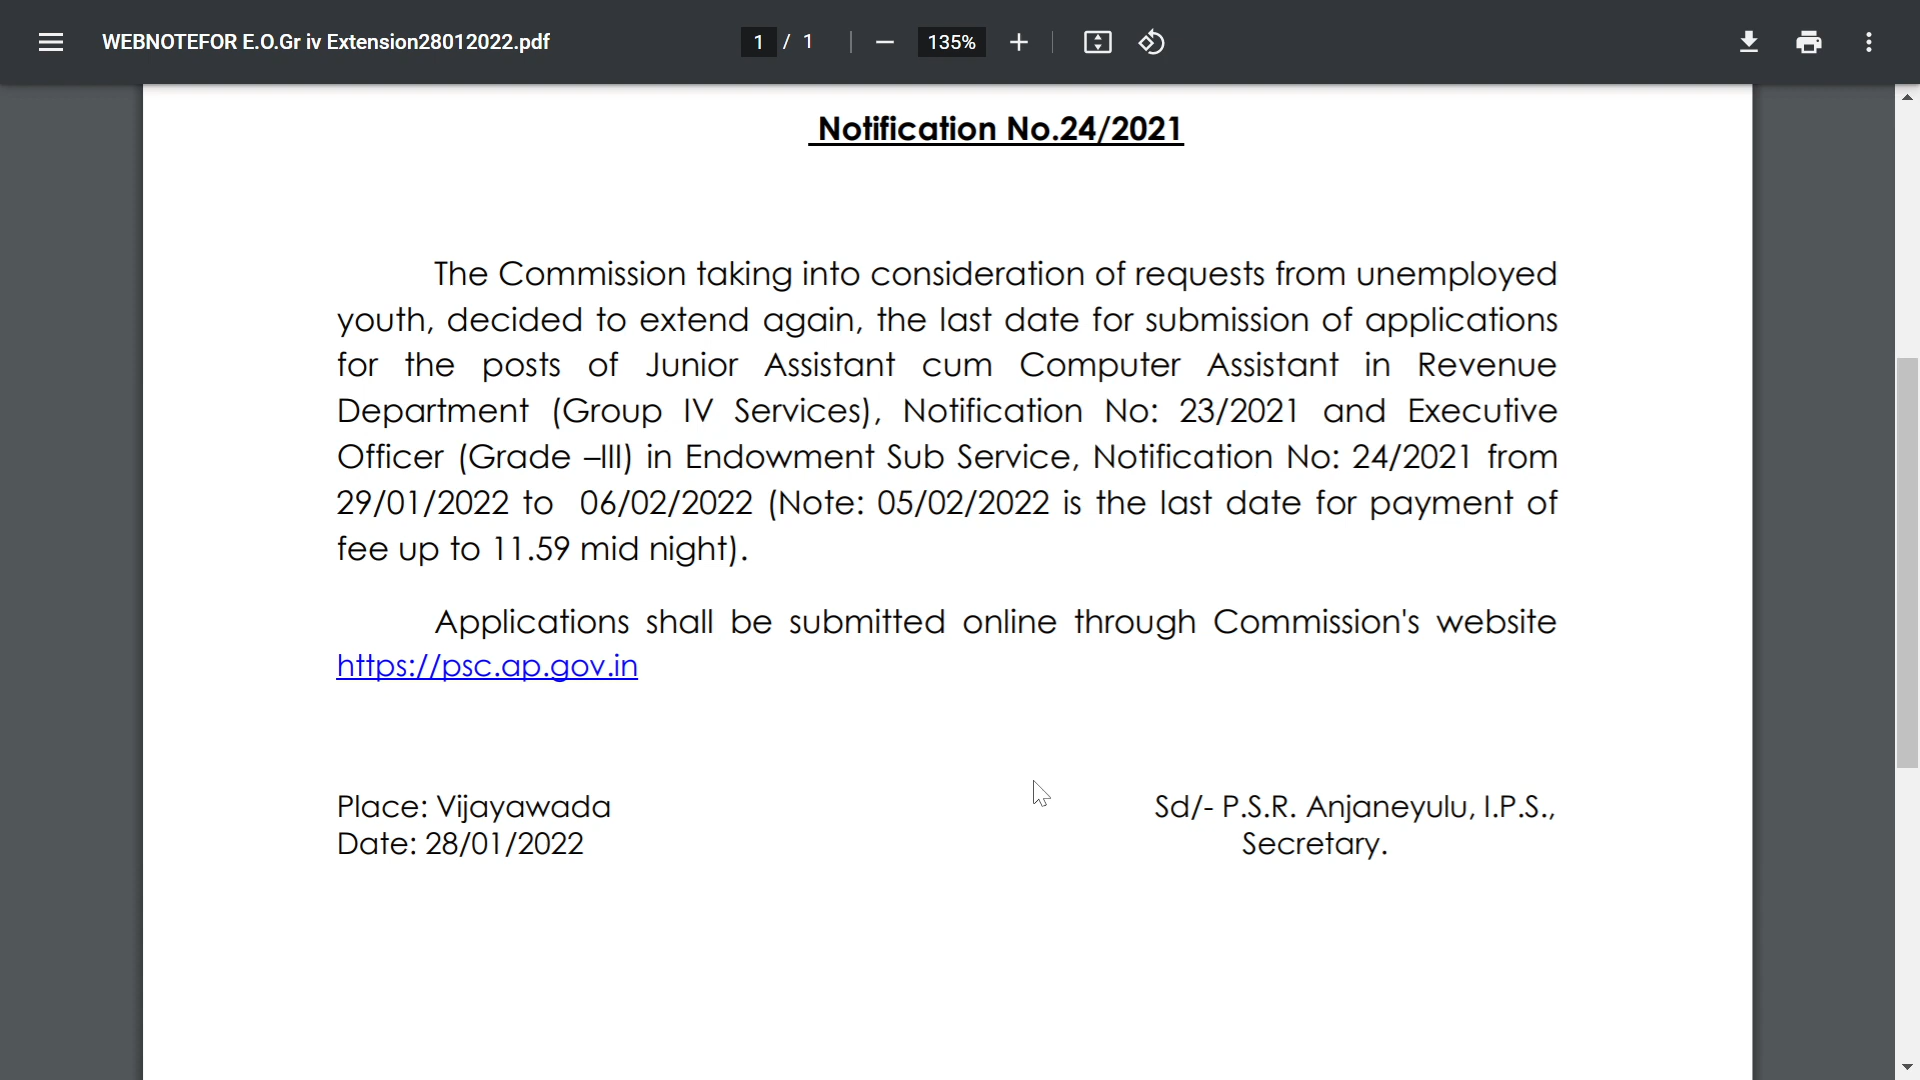 WEBNOTEFOR E.O.Gr iv Extension28012022.pdf
1 / 1
135%
Notification No.24/2021
The Commission taking into consideration of requests from unemployed
youth, decided to extend again, the last date for submission of applications
for the posts of Junior Assistant cum Computer Assistant in Revenue
Department (Group IV Services), Notification No: 23/2021 and Executive
Officer (Grade –III) in Endowment Sub Service, Notification No: 24/2021 from
29/01/2022 to 06/02/2022 (Note: 05/02/2022 is the last date for payment of
fee up to 11.59 mid night).
Applications shall be submitted online through Commission's website
https://psc.ap.gov.in
Place: Vijayawada
Date: 28/01/2022
Sd/- P.S.R. Anjaneyulu, I.P.S.,
Secretary.